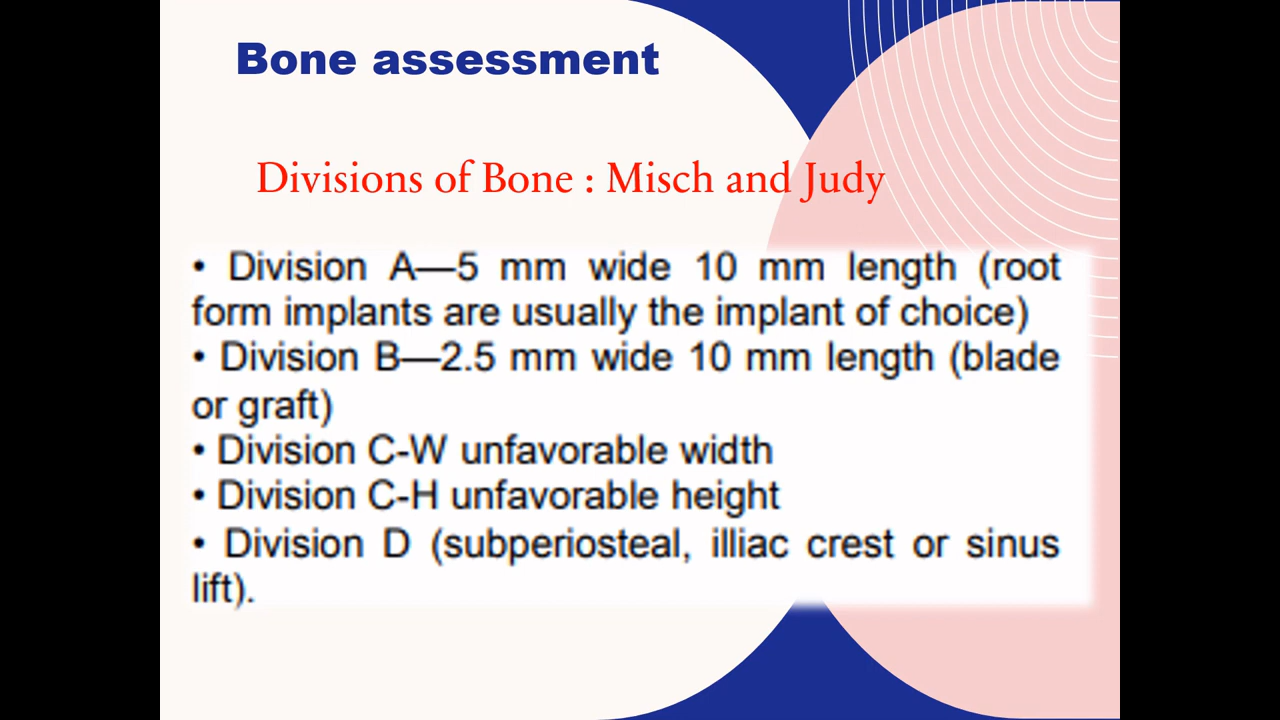 Bone assessment
Divisions of Bone : Misch and Judy
• Division A—5 mm wide 10 mm length (root
form implants are usually the implant of choice)
• Division B—2.5 mm wide 10 mm length (blade
or graft)
• Division C-W unfavorable width
• Division C-H unfavorable height
• Division D (subperiosteal, illiac crest or sinus
lift).